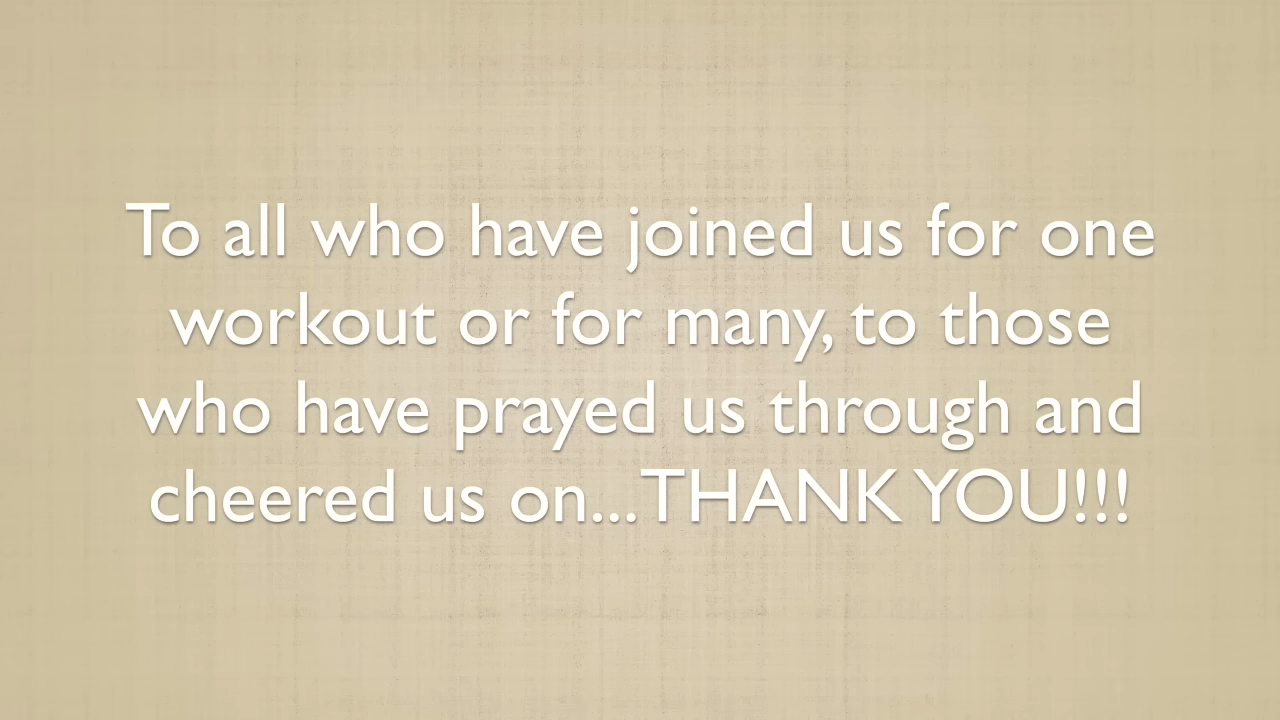 To all who have joined us for one
workout or for many, to those
who have prayed us through and
cheered us on...THANK YOU!!!